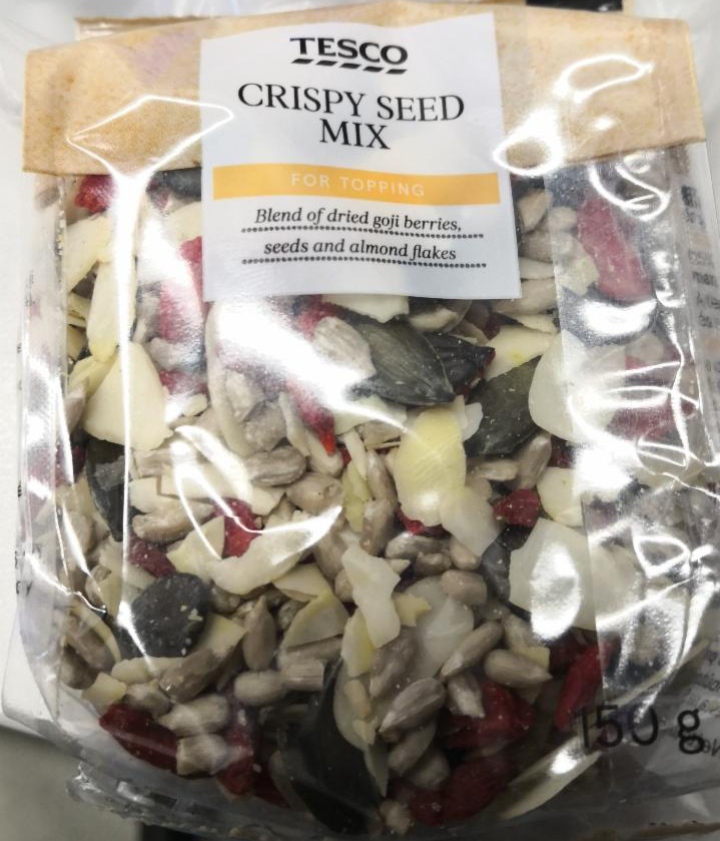 TESCO
CRISPY SEED
MIX
FOR TOPPING
Blend of dried goji berries,
seeds and almond flakes
150 g